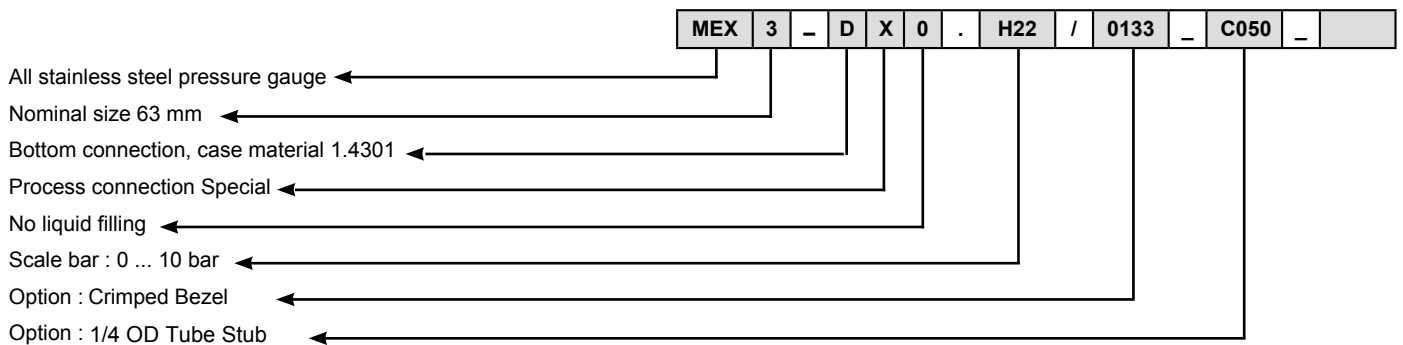 MEX 3 – D X 0 . H22 / 0133 _ C050 _
All stainless steel pressure gauge
Nominal size 63 mm
Bottom connection, case material 1.4301
Process connection Special
No liquid filling
Scale bar : 0 ... 10 bar
Option : Crimped Bezel
Option : 1/4 OD Tube Stub